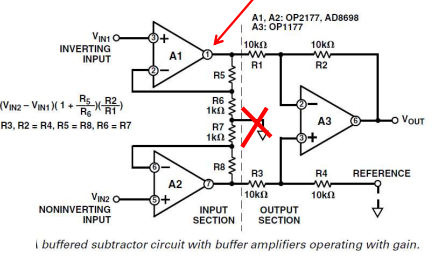 A1, A2: OP2177, AD8698
A3: OP1177
VIN1
INVERTING
INPUT
3
A1
1
2
10kΩ
R1
10kΩ
R2
R5
R6
1kΩ
R7
1kΩ
R8
(VIN2 – VIN1)( 1 + R5/R6 )(R2/R1)
R3, R2 = R4, R5 = R8, R6 = R7
2
A3
6
3
VOUT
6
A2
7
5
VIN2
NONINVERTING
INPUT
INPUT
SECTION
OUTPUT
SECTION
R3
10kΩ
R4
10kΩ
REFERENCE
buffered subtractor circuit with buffer amplifiers operating with gain.